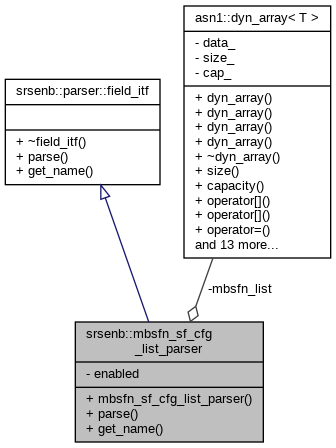 asn1::dyn_array< T >
- data_
- size_
- cap_
+ dyn_array()
+ dyn_array()
+ dyn_array()
+ dyn_array()
+ ~dyn_array()
+ size()
+ capacity()
+ operator[]()
+ operator[]()
+ operator=()
and 13 more...
srsenb::parser::field_itf
+ ~field_itf()
+ parse()
+ get_name()
-mbsfn_list
srsenb::mbsfn_sf_cfg
_list_parser
- enabled
+ mbsfn_sf_cfg_list_parser()
+ parse()
+ get_name()